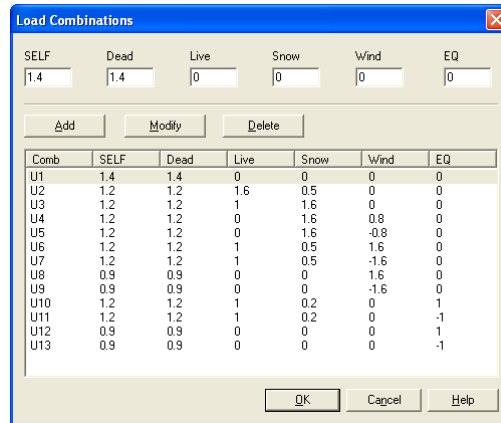 Load Combinations
SELF Dead Live Snow Wind EQ
1.4 1.4 0 0 0 0
Add Modify Delete
Comb SELF Dead Live Snow Wind EQ
U1 1.4 1.4 0 0 0 0
U2 1.2 1.2 1.6 0.5 0 0
U3 1.2 1.2 1 1.6 0 0
U4 1.2 1.2 0 1.6 0.8 0
U5 1.2 1.2 0 1.6 -0.8 0
U6 1.2 1.2 1 0.5 1.6 0
U7 1.2 1.2 1 0.5 -1.6 0
U8 0.9 0.9 0 0 1.6 0
U9 0.9 0.9 0 0 -1.6 0
U10 1.2 1.2 1 0.2 0 1
U11 1.2 1.2 1 0.2 0 -1
U12 0.9 0.9 0 0 0 1
U13 0.9 0.9 0 0 0 -1
OK Cancel Help